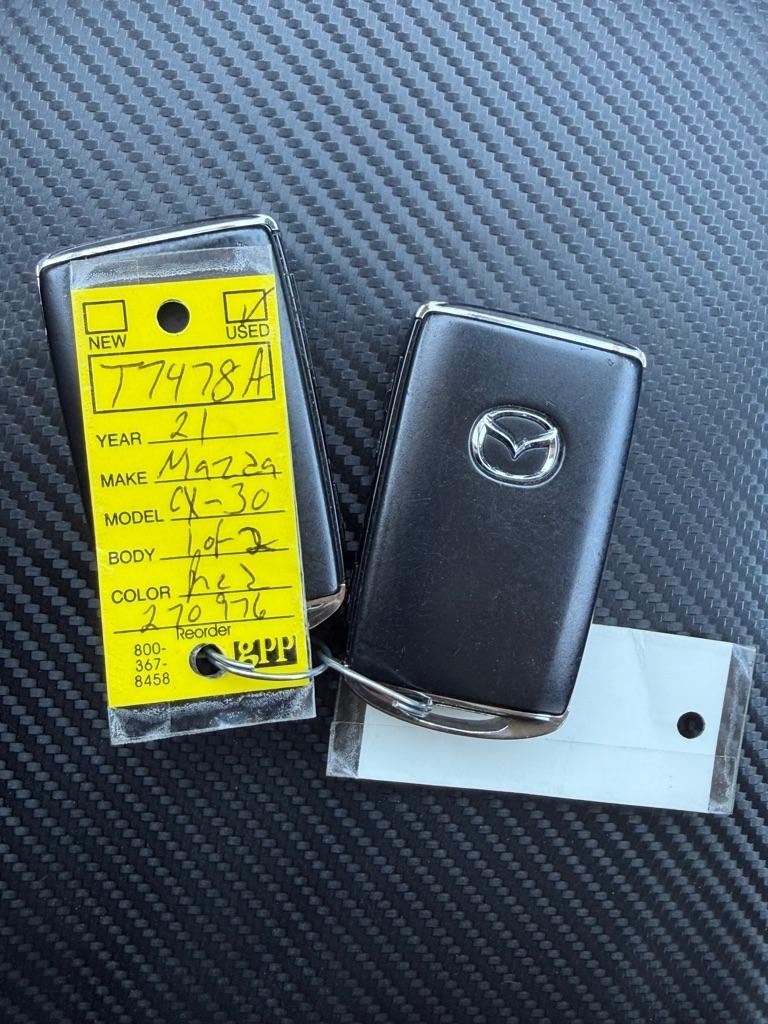 NEW
USED
T7478A
YEAR 21
MAKE Mazda
MODEL CX-30
BODY 1 of 2
COLOR Red
270976
Reorder
800-
367-
8458
gpp